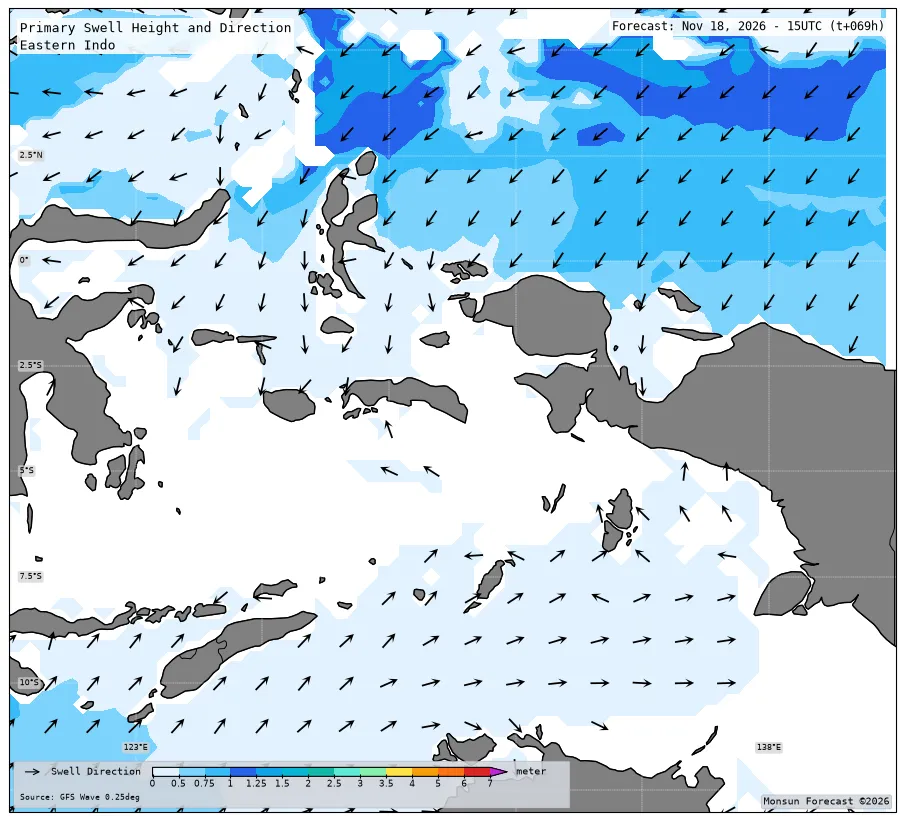 Primary Swell Height and Direction
Eastern Indo
Forecast: Nov 18, 2026 - 15UTC (t+069h)
2.5°N
0°
2.5°S
5°S
7.5°S
10°S
123°E
138°E
Swell Direction
0 0.5 0.75 1 1.25 1.5 2 2.5 3 3.5 4 5 6 7
meter
Source: GFS Wave 0.25deg
Monsun Forecast ©2026